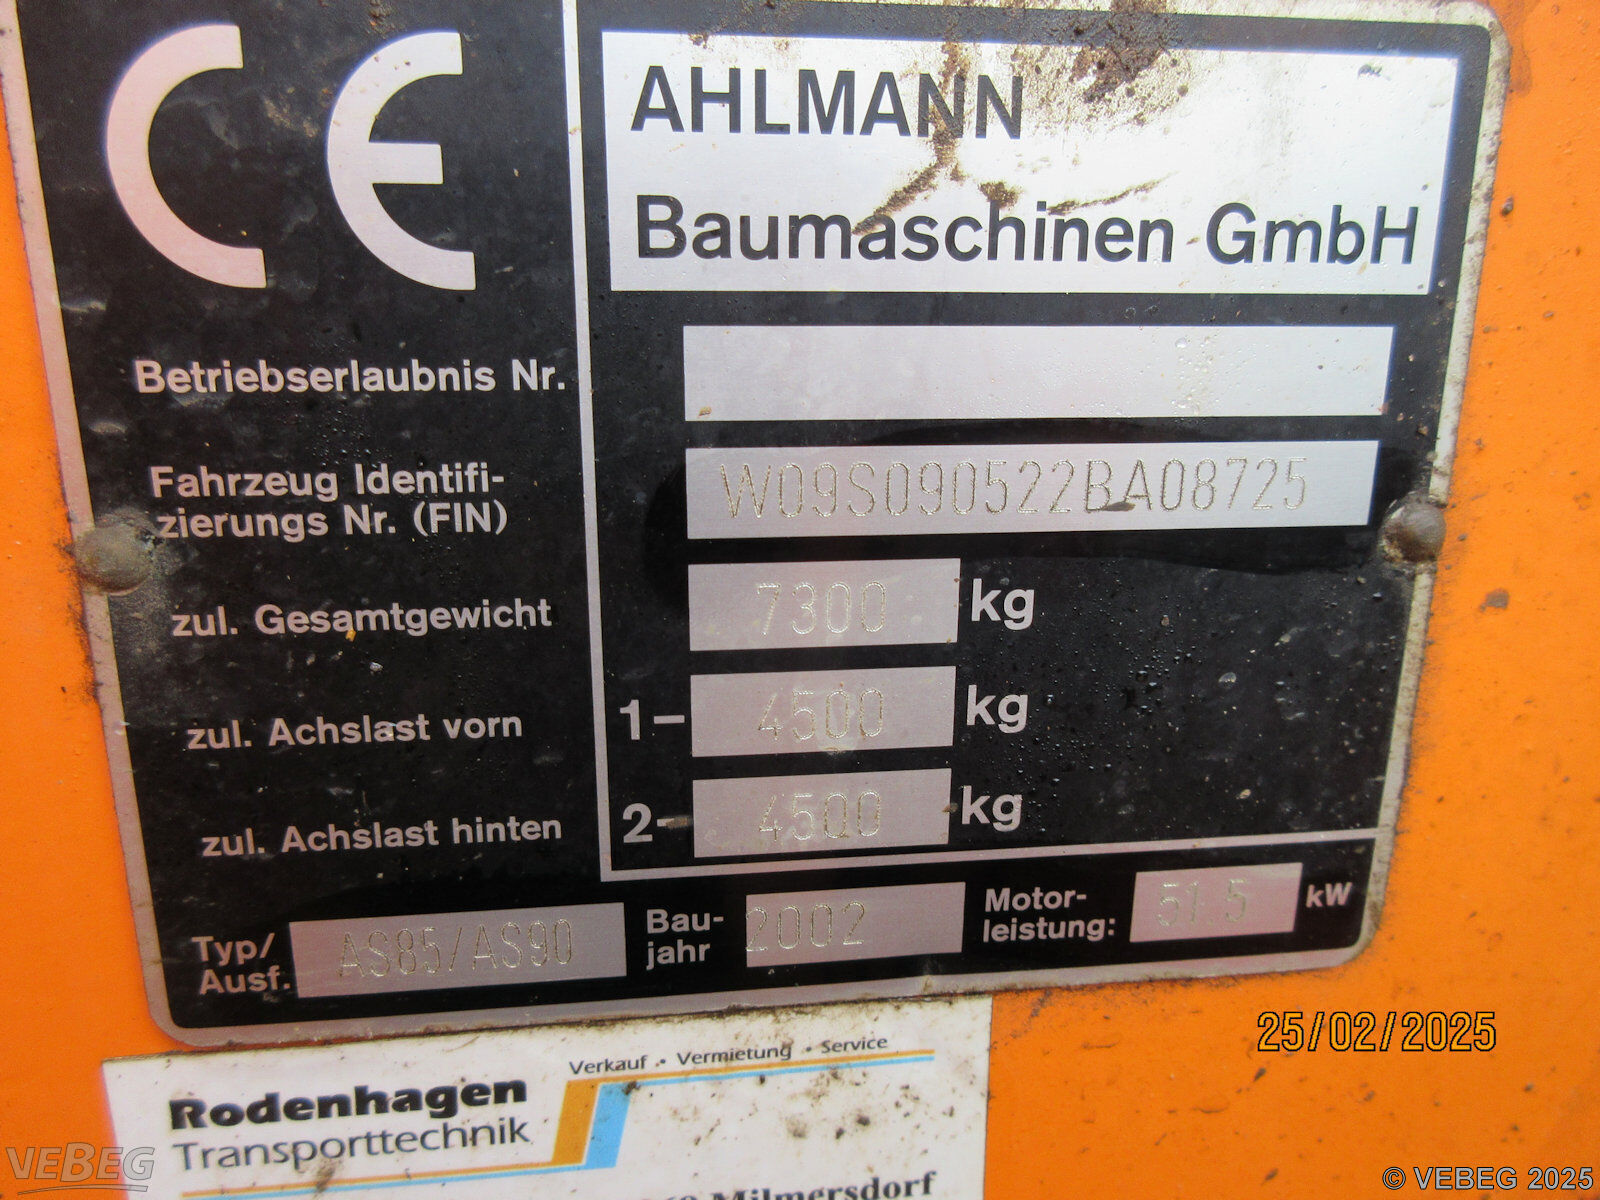 CE
AHLMANN
Baumaschinen GmbH
Betriebserlaubnis Nr.
Fahrzeug Identifi-
zierungs Nr. (FIN)
W09S090522BA08725
zul. Gesamtgewicht 7300 kg
zul. Achslast vorn 1- 4500 kg
zul. Achslast hinten 2- 4500 kg
Typ/
Ausf.
AS85/AS90
Bau-
jahr
2002
Motor-
leistung:
51.5 kW
25/02/2025
Verkauf · Vermietung · Service
Rodenhagen
Transporttechnik
Milmersdorf
VEBEG
© VEBEG 2025